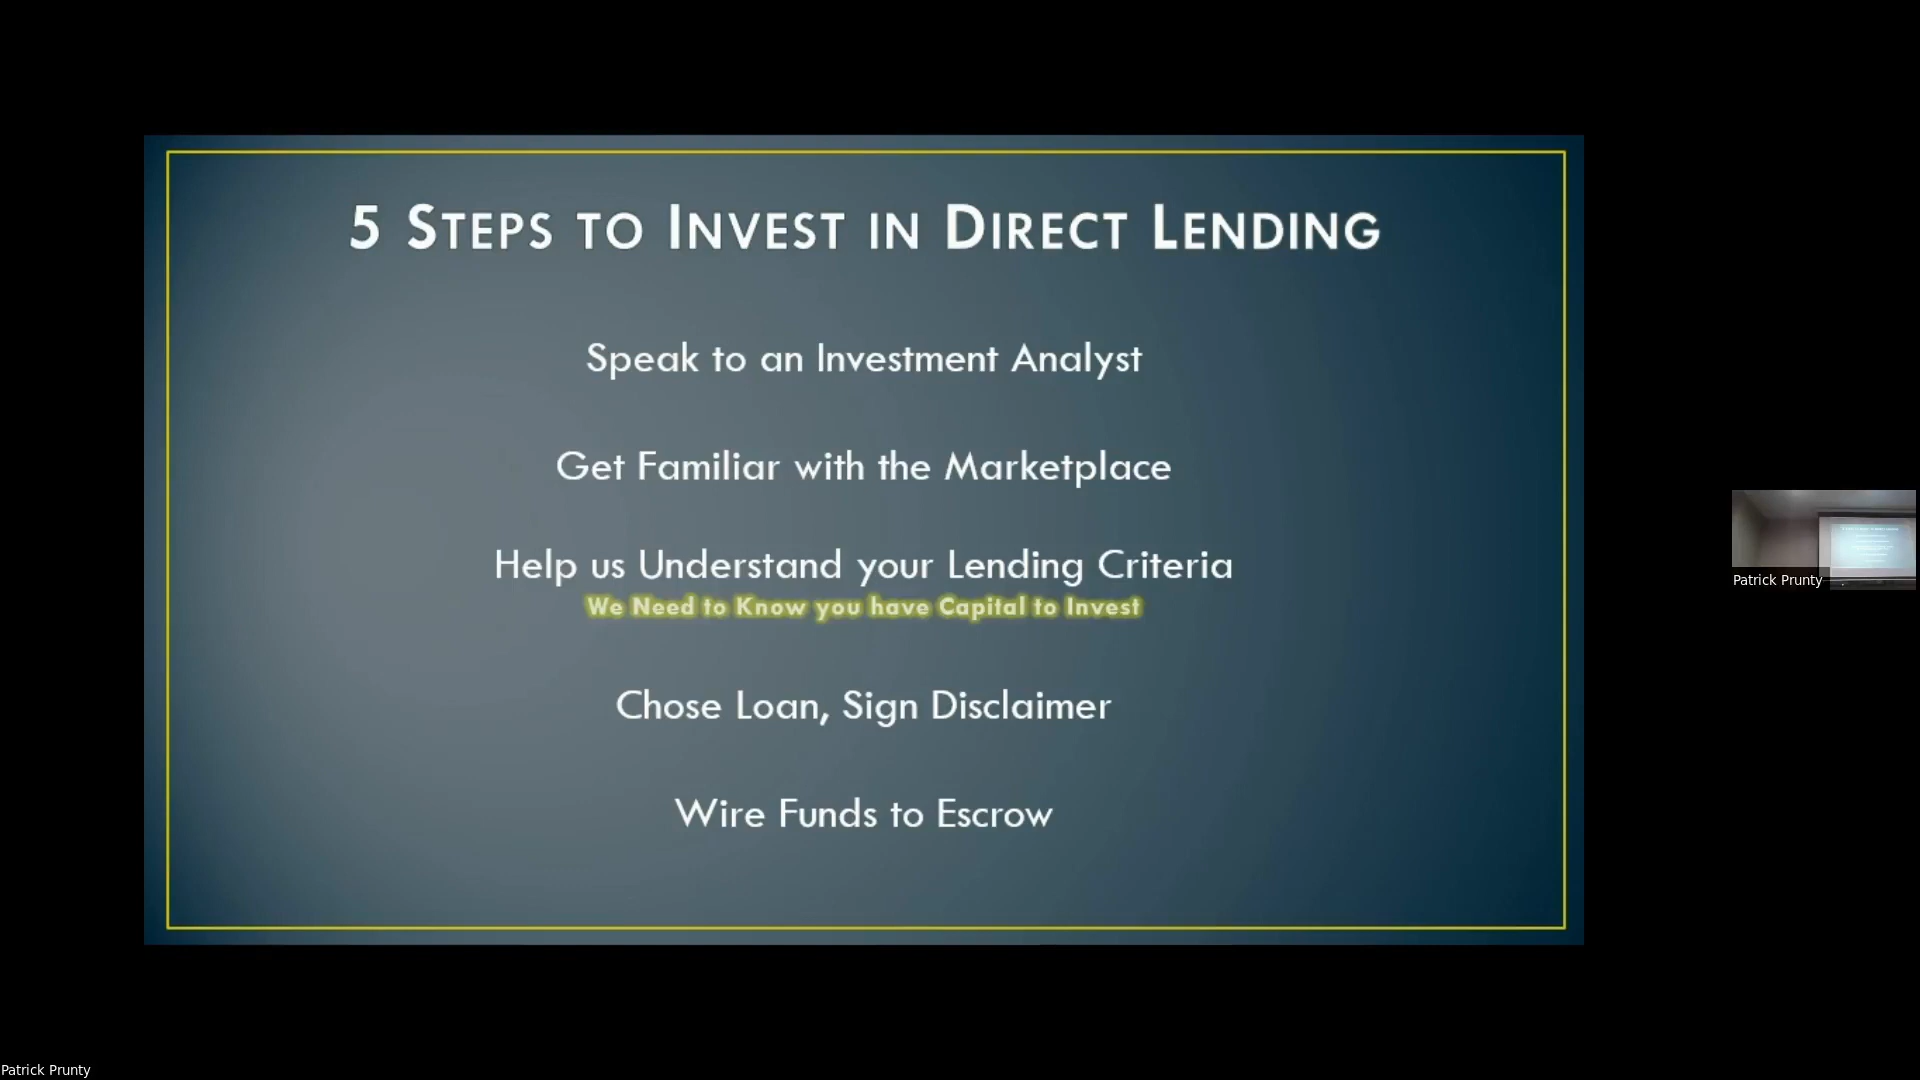 5 STEPS TO INVEST IN DIRECT LENDING
Speak to an Investment Analyst
Get Familiar with the Marketplace
Help us Understand your Lending Criteria
We Need to Know you have Capital to Invest
Chose Loan, Sign Disclaimer
Wire Funds to Escrow
Patrick Prunty
Patrick Prunty